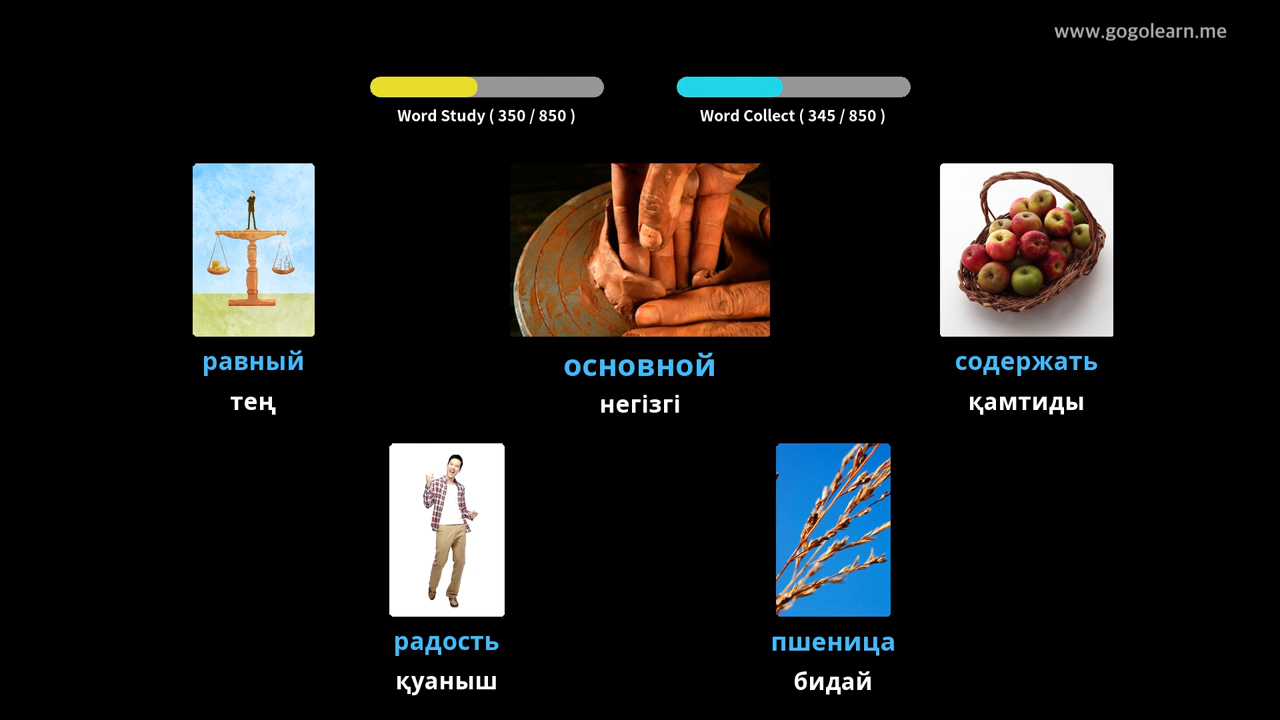 www.gogolearn.me
Word Study ( 350 / 850 )
Word Collect ( 345 / 850 )
равный
тең
основной
негізгі
содержать
қамтиды
радость
қуаныш
пшеница
бидай